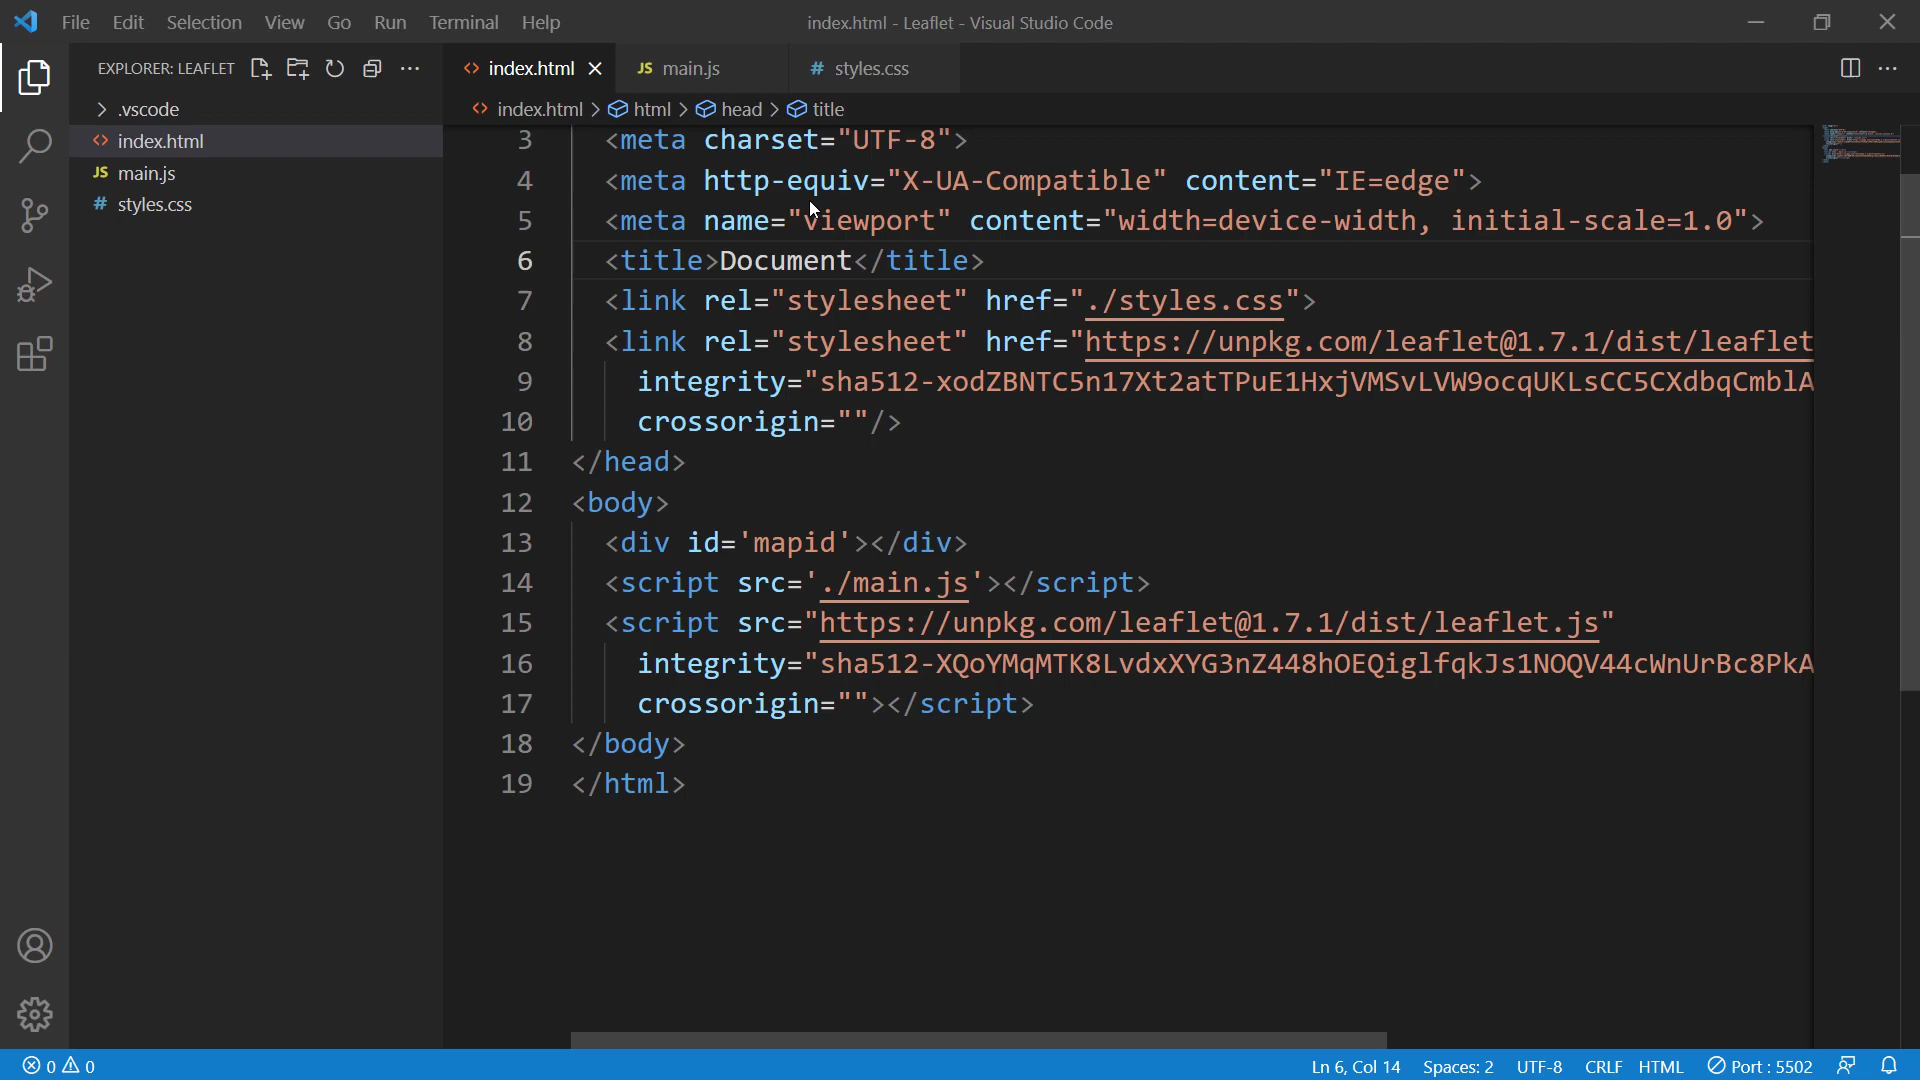 File Edit Selection View Go Run Terminal Help
index.html - Leaflet - Visual Studio Code
EXPLORER: LEAFLET
.vscode
index.html
main.js
styles.css
index.html main.js styles.css
index.html > html > head > title
3 <meta charset="UTF-8">
4 <meta http-equiv="X-UA-Compatible" content="IE=edge">
5 <meta name="viewport" content="width=device-width, initial-scale=1.0">
6 <title>Document</title>
7 <link rel="stylesheet" href="./styles.css">
8 <link rel="stylesheet" href="https://unpkg.com/leaflet@1.7.1/dist/leaflet
9 integrity="sha512-xodZBNTC5n17Xt2atTPuE1HxjVMSvLVW9ocqUKLsCC5CXdbqCmblA
10 crossorigin=""/>
11 </head>
12 <body>
13 <div id='mapid'></div>
14 <script src='./main.js'></script>
15 <script src="https://unpkg.com/leaflet@1.7.1/dist/leaflet.js"
16 integrity="sha512-XQoYMqMTK8LvdxXYG3nZ448hOEQiglfqkJs1NOQV44cWnUrBc8PkA
17 crossorigin=""></script>
18 </body>
19 </html>
0 0 Ln 6, Col 14 Spaces: 2 UTF-8 CRLF HTML Port : 5502